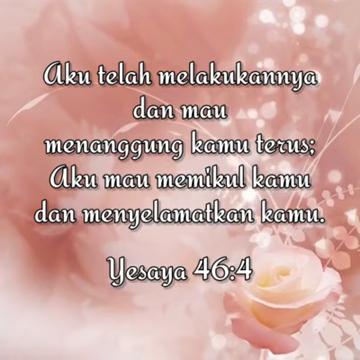 Aku telah melakukannya
dan mau
menanggung kamu terus;
Aku mau memikul kamu
dan menyelamatkan kamu.
Yesaya 46:4